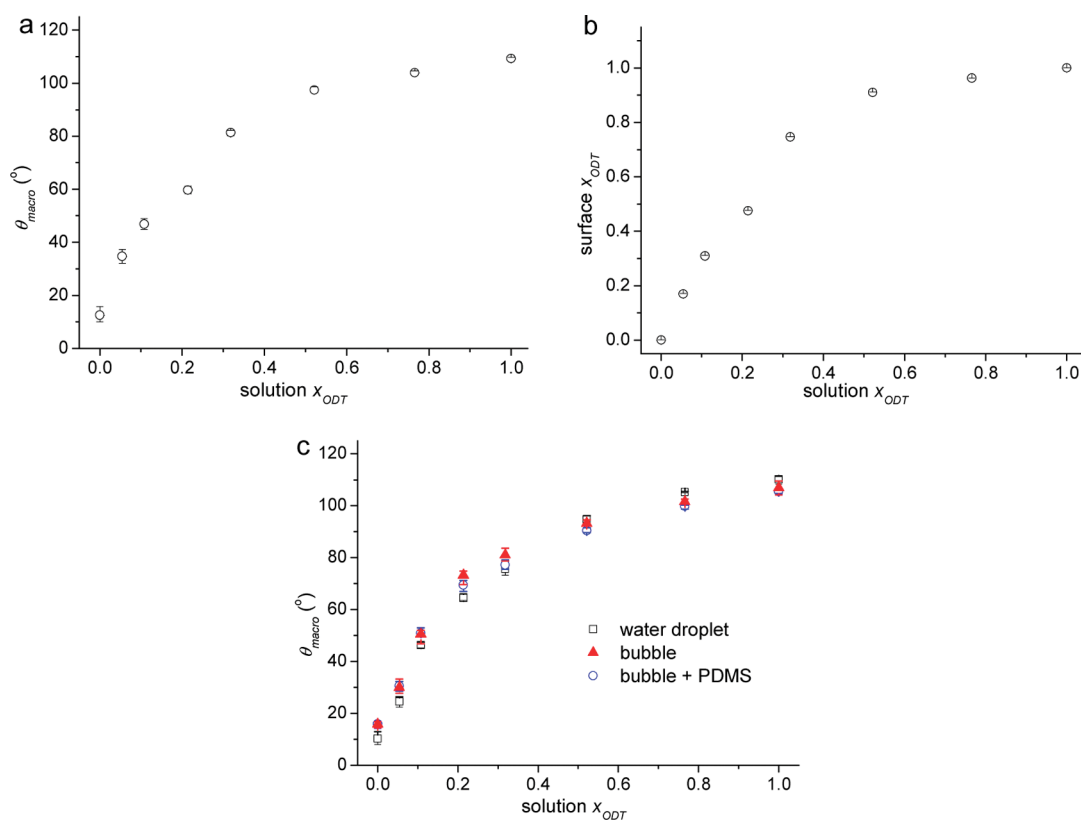 a
120
100
80
60
40
20
0
θmacro (°)
0.0 0.2 0.4 0.6 0.8 1.0
solution xODT
b
1.0
0.8
0.6
0.4
0.2
0.0
surface xODT
0.0 0.2 0.4 0.6 0.8 1.0
solution xODT
c
120
100
80
60
40
20
0
θmacro (°)
water droplet
bubble
bubble + PDMS
0.0 0.2 0.4 0.6 0.8 1.0
solution xODT